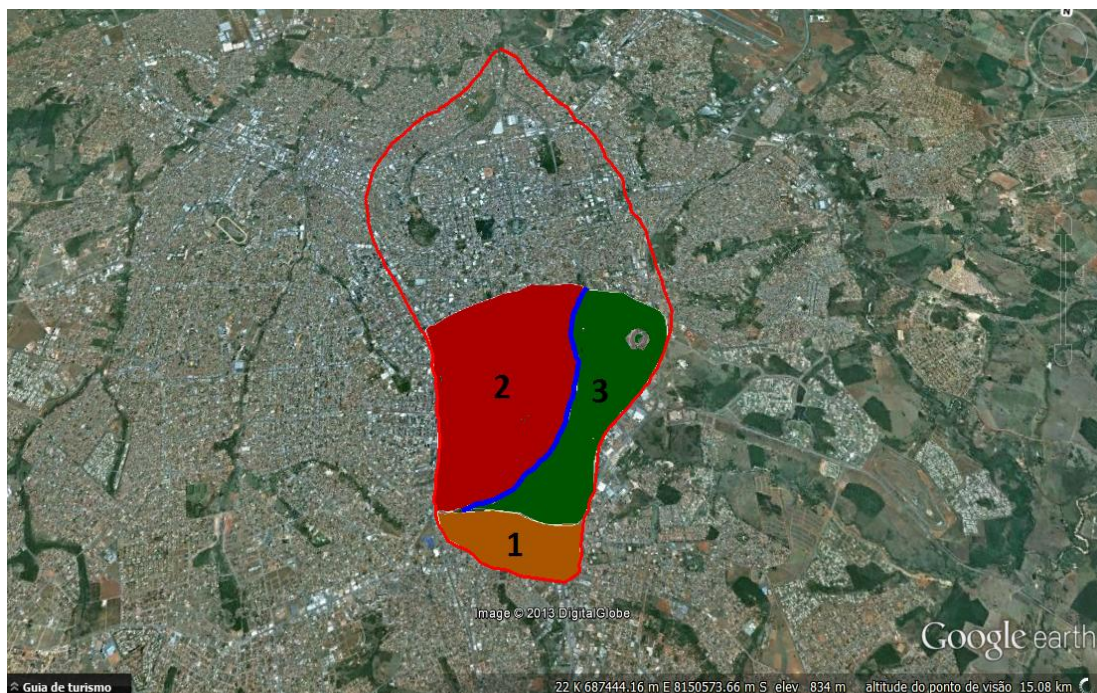 N
2
3
1
Image © 2013 DigitalGlobe
Google earth
Guia de turismo
22 K 687444.16 m E 8150573.66 m S elev 834 m altitude do ponto de visão 15.08 km